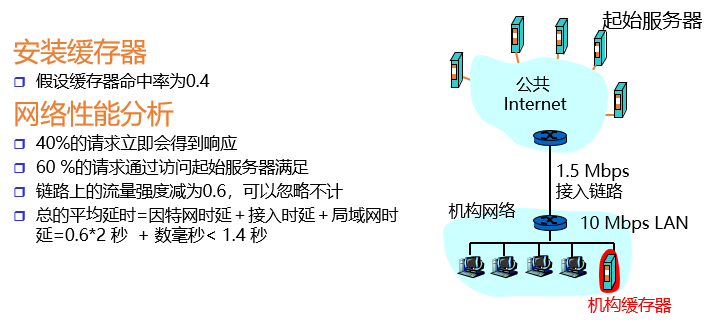 安装缓存器
假设缓存器命中率为0.4
网络性能分析
40%的请求立即会得到响应
60 %的请求通过访问起始服务器满足
链路上的流量强度减为0.6，可以忽略不计
总的平均延时=因特网时延＋接入时延＋局域网时
延=0.6*2 秒 ＋ 数毫秒< 1.4 秒
起始服务器
公共
Internet
1.5 Mbps
接入链路
机构网络
10 Mbps LAN
机构缓存器